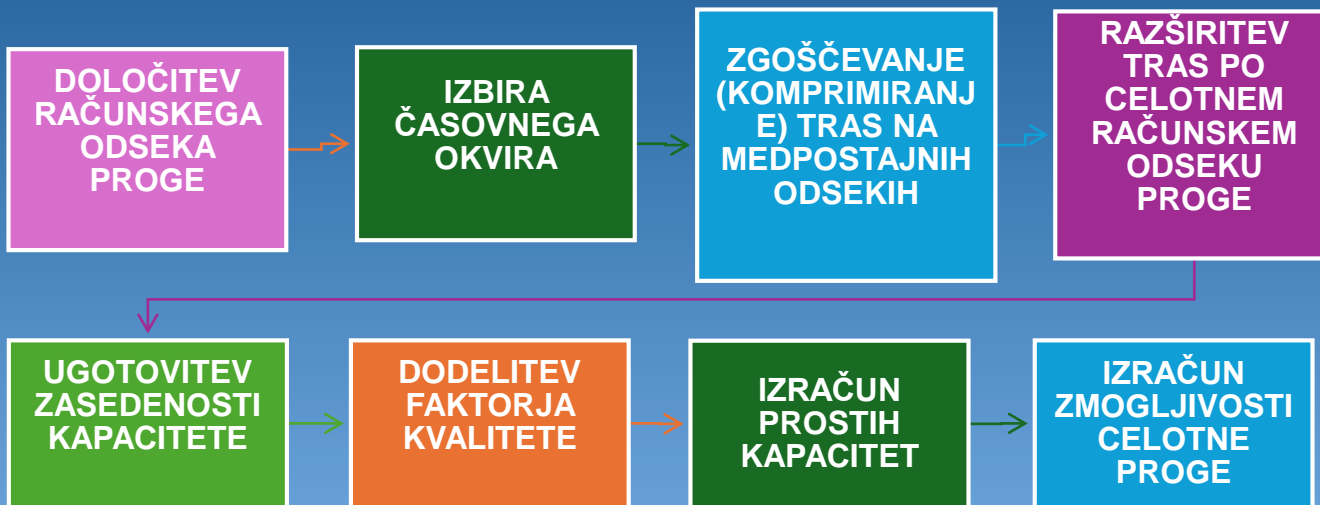 DOLOČITEV
RAČUNSKEGA
ODSEKA
PROGE
IZBIRA
ČASOVNEGA
OKVIRA
ZGOŠČEVANJE
(KOMPRIMIRANJ
E) TRAS NA
MEDPOSTAJNIH
ODSEKIH
RAZŠIRITEV
TRAS PO
CELOTNEM
RAČUNSKEM
ODSEKU
PROGE
UGOTOVITEV
ZASEDENOSTI
KAPACITETE
DODELITEV
FAKTORJA
KVALITETE
IZRAČUN
PROSTIH
KAPACITET
IZRAČUN
ZMOGLJIVOSTI
CELOTNE
PROGE